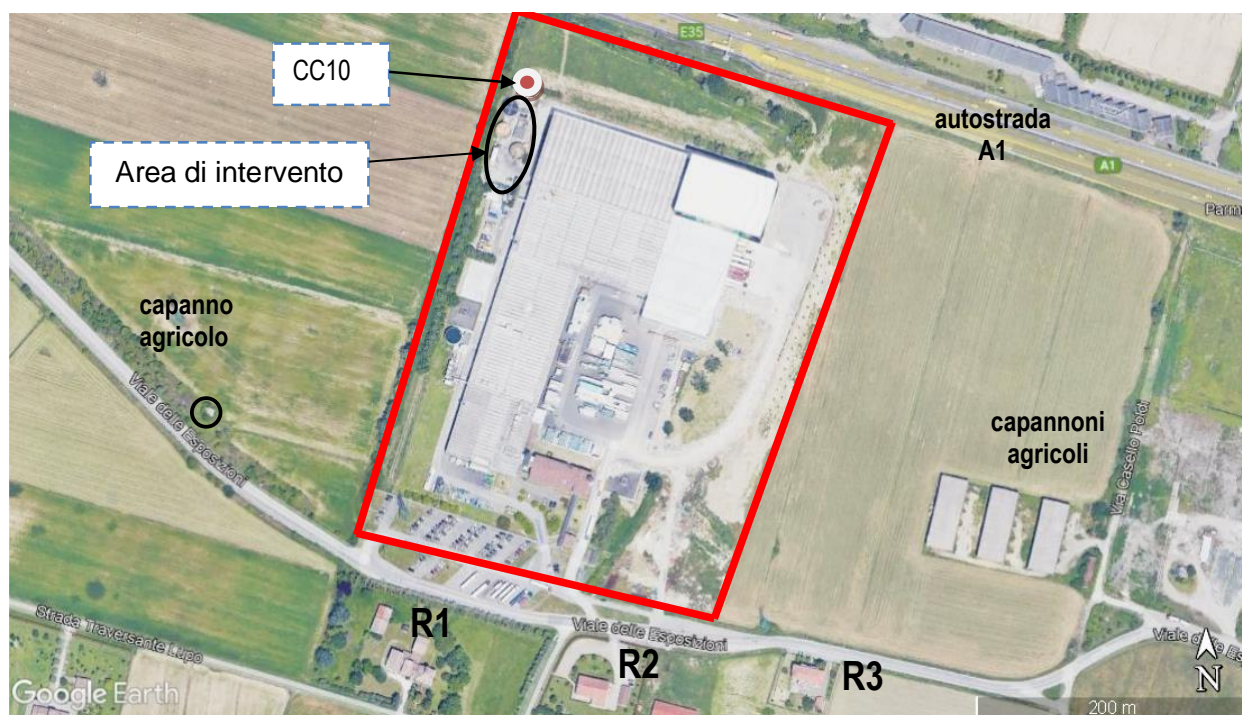 E35
CC10
autostrada
A1
A1
Area di intervento
Parm
capanno
agricolo
Viale delle Esposizioni
capannoni
agricoli
Via Casello Poldi
R1
Strada Traversante Lupo
Viale delle Esposizioni
R2
R3
Viale delle Es
N
Google Earth
200 m